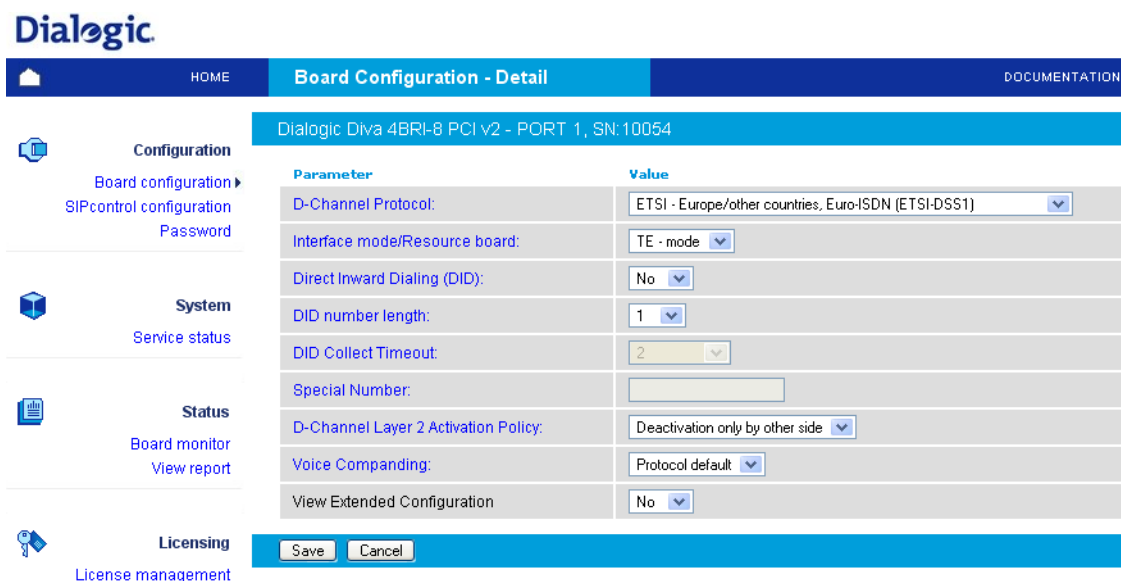 Dialogic
HOME
Board Configuration - Detail
DOCUMENTATION
Dialogic Diva 4BRI-8 PCI v2 - PORT 1, SN:10054
Configuration
Board configuration
SIPcontrol configuration
Password
System
Service status
Status
Board monitor
View report
Licensing
License management
Parameter Value
D-Channel Protocol: ETSI - Europe/other countries, Euro-ISDN (ETSI-DSS1)
Interface mode/Resource board: TE - mode
Direct Inward Dialing (DID): No
DID number length: 1
DID Collect Timeout: 2
Special Number:
D-Channel Layer 2 Activation Policy: Deactivation only by other side
Voice Companding: Protocol default
View Extended Configuration No
Save Cancel